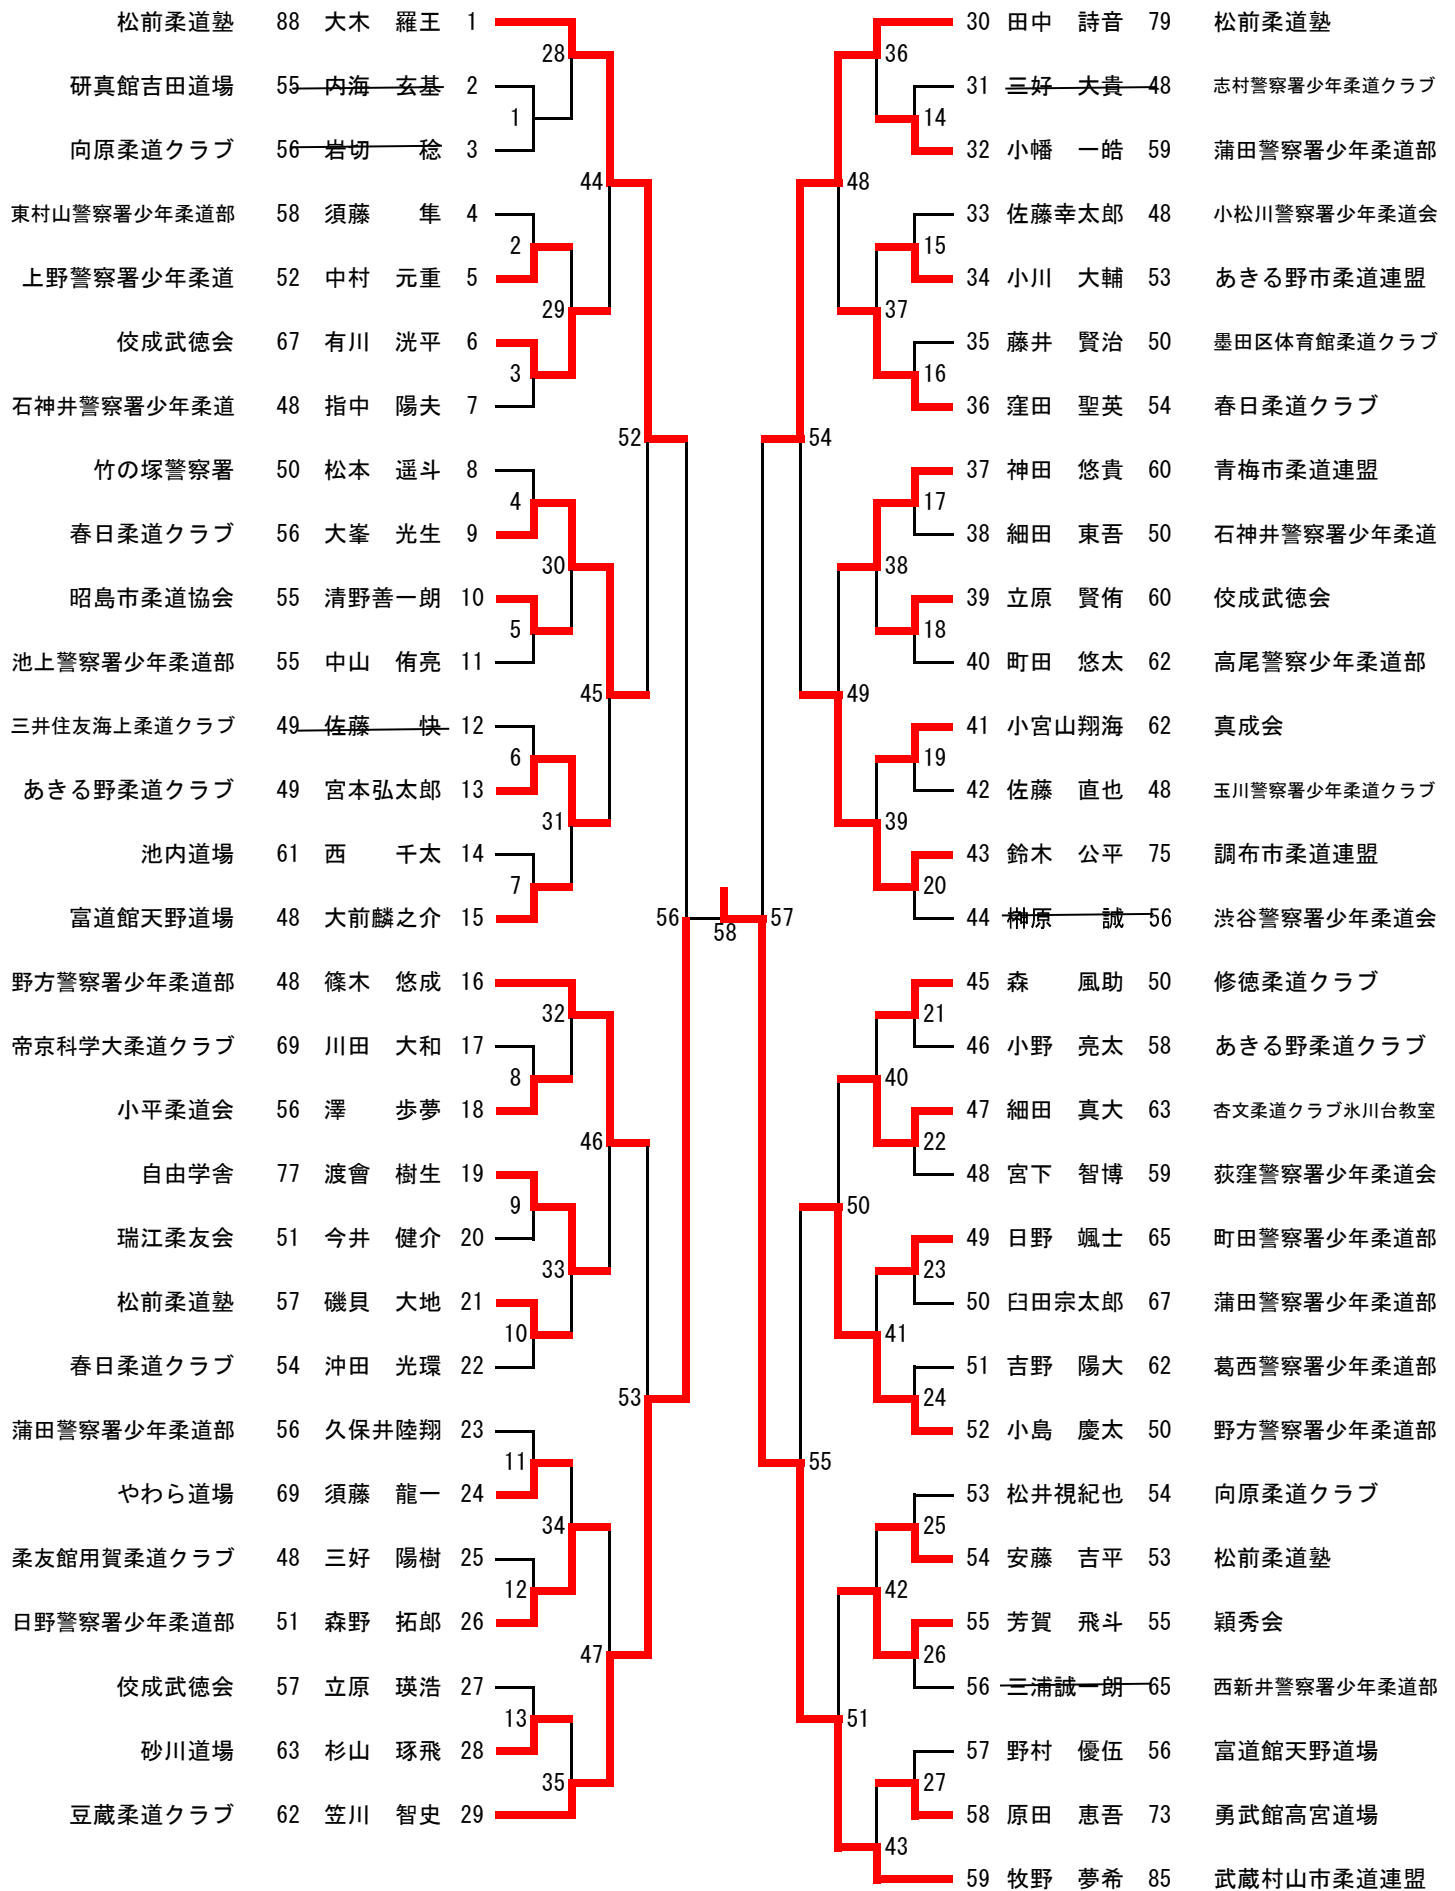 松前柔道塾 88 大木 羅王 1
研真館吉田道場 55 内海 玄基 2
向原柔道クラブ 56 岩切 稔 3
東村山警察署少年柔道部 58 須藤 隼 4
上野警察署少年柔道 52 中村 元重 5
佼成武徳会 67 有川 洸平 6
石神井警察署少年柔道 48 指中 陽夫 7
竹の塚警察署 50 松本 遥斗 8
春日柔道クラブ 56 大峯 光生 9
昭島市柔道協会 55 清野善一朗 10
池上警察署少年柔道部 55 中山 侑亮 11
三井住友海上柔道クラブ 49 佐藤 快 12
あきる野柔道クラブ 49 宮本弘太郎 13
池内道場 61 西 千太 14
富道館天野道場 48 大前麟之介 15
野方警察署少年柔道部 48 篠木 悠成 16
帝京科学大柔道クラブ 69 川田 大和 17
小平柔道会 56 澤 歩夢 18
自由学舎 77 渡會 樹生 19
瑞江柔友会 51 今井 健介 20
松前柔道塾 57 磯貝 大地 21
春日柔道クラブ 54 沖田 光環 22
蒲田警察署少年柔道部 56 久保井陸翔 23
やわら道場 69 須藤 龍一 24
柔友館用賀柔道クラブ 48 三好 陽樹 25
日野警察署少年柔道部 51 森野 拓郎 26
佼成武徳会 57 立原 瑛浩 27
砂川道場 63 杉山 琢飛 28
豆蔵柔道クラブ 62 笠川 智史 29
1
2
3
4
5
6
7
8
9
10
11
12
13
28
29
30
31
32
33
34
35
44
45
46
47
52
53
56
58
57
54
55
48
49
50
51
36
37
38
39
40
41
42
43
14
15
16
17
18
19
20
21
22
23
24
25
26
27
30 田中 詩音 79 松前柔道塾
31 三好 大貴 48 志村警察署少年柔道クラブ
32 小幡 一皓 59 蒲田警察署少年柔道部
33 佐藤幸太郎 48 小松川警察署少年柔道会
34 小川 大輔 53 あきる野市柔道連盟
35 藤井 賢治 50 墨田区体育館柔道クラブ
36 窪田 聖英 54 春日柔道クラブ
37 神田 悠貴 60 青梅市柔道連盟
38 細田 東吾 50 石神井警察署少年柔道
39 立原 賢侑 60 佼成武徳会
40 町田 悠太 62 高尾警察少年柔道部
41 小宮山翔海 62 真成会
42 佐藤 直也 48 玉川警察署少年柔道クラブ
43 鈴木 公平 75 調布市柔道連盟
44 榊原 誠 56 渋谷警察署少年柔道会
45 森 風助 50 修徳柔道クラブ
46 小野 亮太 58 あきる野柔道クラブ
47 細田 真大 63 杏文柔道クラブ氷川台教室
48 宮下 智博 59 荻窪警察署少年柔道会
49 日野 颯士 65 町田警察署少年柔道部
50 臼田宗太郎 67 蒲田警察署少年柔道部
51 吉野 陽大 62 葛西警察署少年柔道部
52 小島 慶太 50 野方警察署少年柔道部
53 松井視紀也 54 向原柔道クラブ
54 安藤 吉平 53 松前柔道塾
55 芳賀 飛斗 55 穎秀会
56 三浦誠一朗 65 西新井警察署少年柔道部
57 野村 優伍 56 富道館天野道場
58 原田 恵吾 73 勇武館高宮道場
59 牧野 夢希 85 武蔵村山市柔道連盟